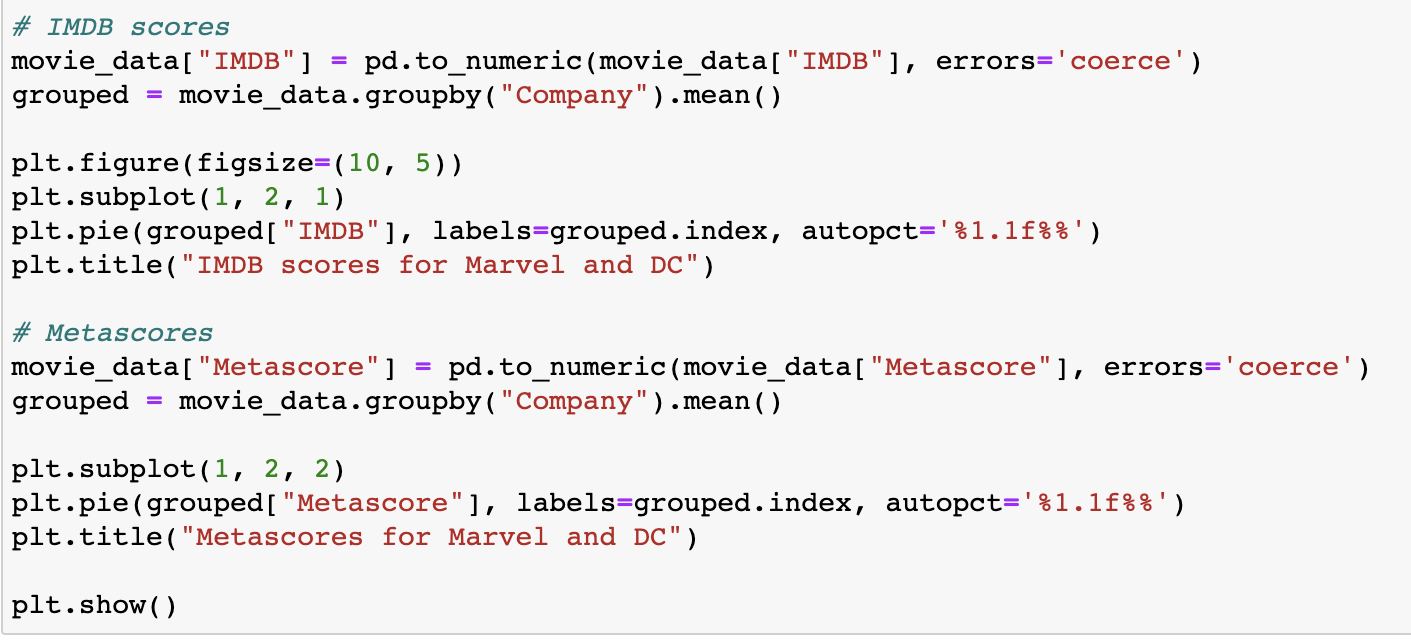 # IMDB scores
movie_data["IMDB"] = pd.to_numeric(movie_data["IMDB"], errors='coerce')
grouped = movie_data.groupby("Company").mean()
plt.figure(figsize=(10, 5))
plt.subplot(1, 2, 1)
plt.pie(grouped["IMDB"], labels=grouped.index, autopct='%1.1f%%')
plt.title("IMDB scores for Marvel and DC")
# Metascores
movie_data["Metascore"] = pd.to_numeric(movie_data["Metascore"], errors='coerce')
grouped = movie_data.groupby("Company").mean()
plt.subplot(1, 2, 2)
plt.pie(grouped["Metascore"], labels=grouped.index, autopct='%1.1f%%')
plt.title("Metascores for Marvel and DC")
plt.show()